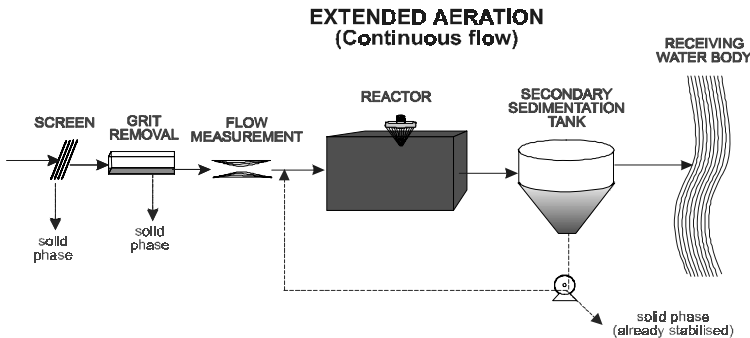 EXTENDED AERATION
(Continuous flow)
RECEIVING
WATER BODY
REACTOR
SECONDARY
SEDIMENTATION
TANK
SCREEN
GRIT
REMOVAL
FLOW
MEASUREMENT
solid
phase
solid
phase
solid phase
(already stabilised)